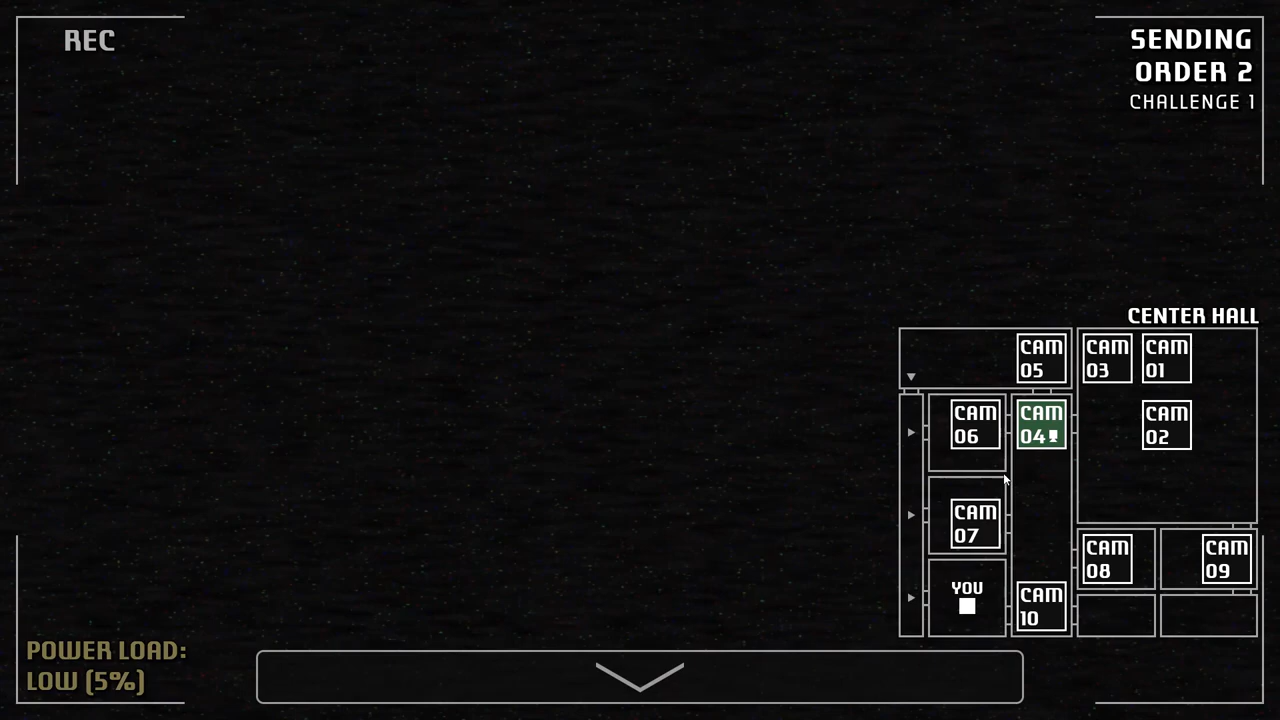 REC
SENDING
ORDER 2
CHALLENGE 1
CENTER HALL
CAM
05
CAM
03
CAM
01
CAM
06
CAM
04
CAM
02
CAM
07
CAM
08
CAM
09
YOU
CAM
10
POWER LOAD:
LOW (5%)